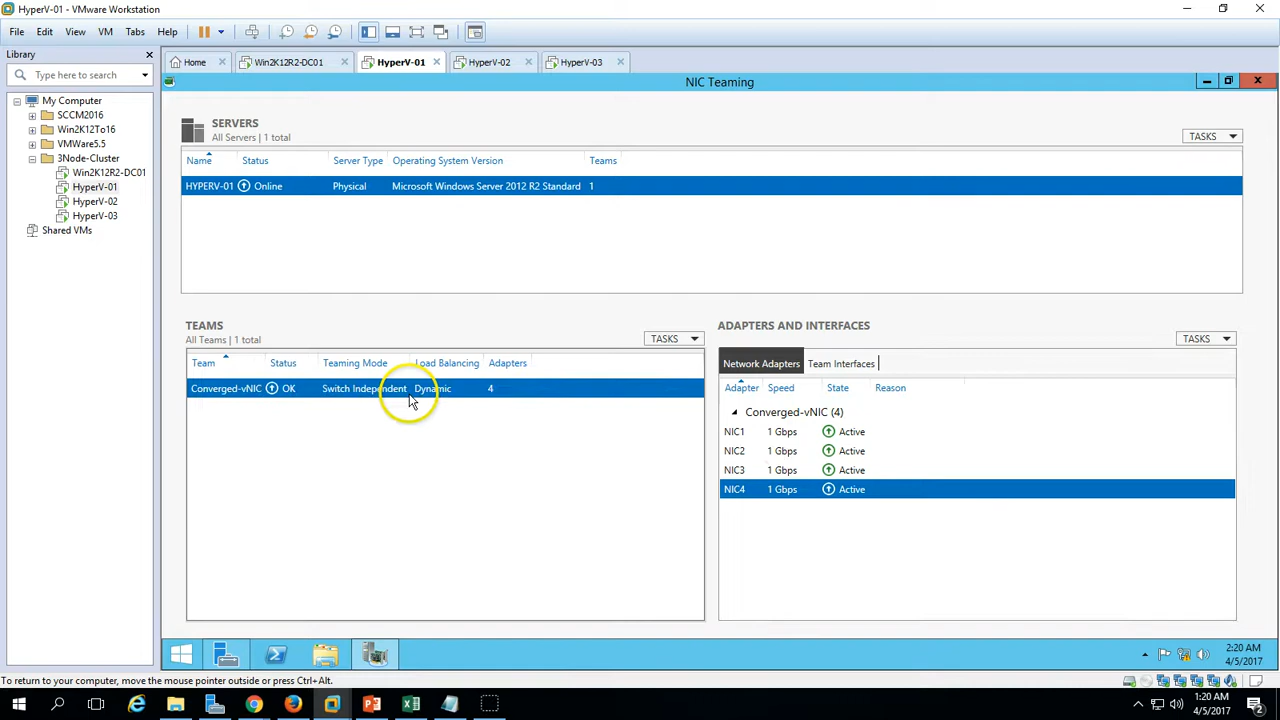 HyperV-01 - VMware Workstation
File Edit View VM Tabs Help
Library
Type here to search
My Computer
SCCM2016
Win2K12To16
VMWare5.5
3Node-Cluster
Win2K12R2-DC01
HyperV-01
HyperV-02
HyperV-03
Shared VMs
Home Win2K12R2-DC01 HyperV-01 HyperV-02 HyperV-03
NIC Teaming
SERVERS
All Servers | 1 total
TASKS
Name Status Server Type Operating System Version Teams
HYPERV-01 Online Physical Microsoft Windows Server 2012 R2 Standard 1
TEAMS
All Teams | 1 total
TASKS
Team Status Teaming Mode Load Balancing Adapters
Converged-vNIC OK Switch Independent Dynamic 4
ADAPTERS AND INTERFACES
TASKS
Network Adapters Team Interfaces
Adapter Speed State Reason
Converged-vNIC (4)
NIC1 1 Gbps Active
NIC2 1 Gbps Active
NIC3 1 Gbps Active
NIC4 1 Gbps Active
2:20 AM
4/5/2017
To return to your computer, move the mouse pointer outside or press Ctrl+Alt.
1:20 AM
4/5/2017
2